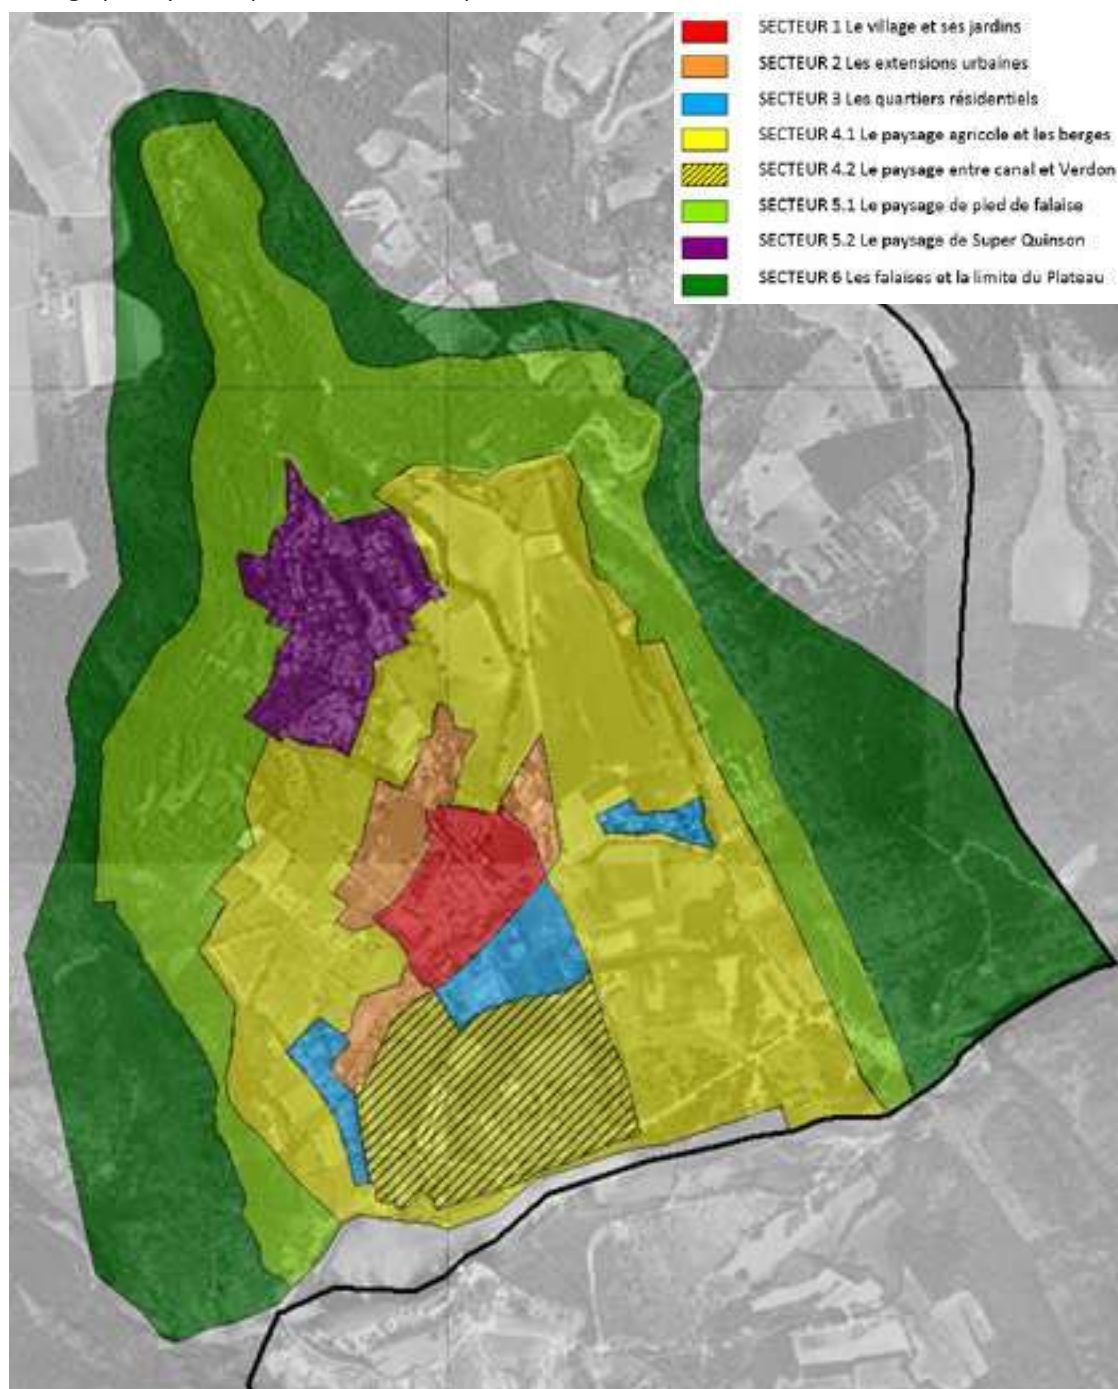 SECTEUR 1 Le village et ses jardins
SECTEUR 2 Les extensions urbaines
SECTEUR 3 Les quartiers résidentiels
SECTEUR 4.1 Le paysage agricole et les berges
SECTEUR 4.2 Le paysage entre canal et Verdon
SECTEUR 5.1 Le paysage de pied de falaise
SECTEUR 5.2 Le paysage de Super Quinson
SECTEUR 6 Les falaises et la limite du Plateau